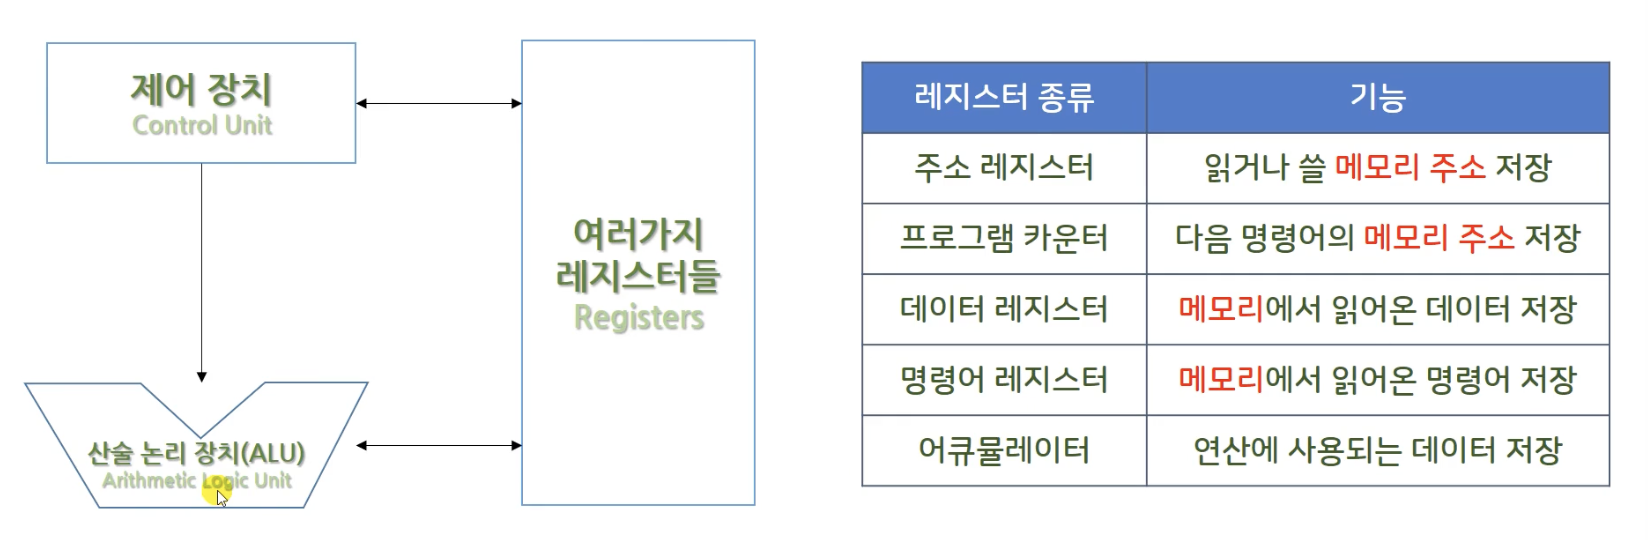 제어 장치
Control Unit
여러가지
레지스터들
Registers
산술 논리 장치(ALU)
Arithmetic Logic Unit
레지스터 종류 기능
주소 레지스터 읽거나 쓸 메모리 주소 저장
프로그램 카운터 다음 명령어의 메모리 주소 저장
데이터 레지스터 메모리에서 읽어온 데이터 저장
명령어 레지스터 메모리에서 읽어온 명령어 저장
어큐뮬레이터 연산에 사용되는 데이터 저장